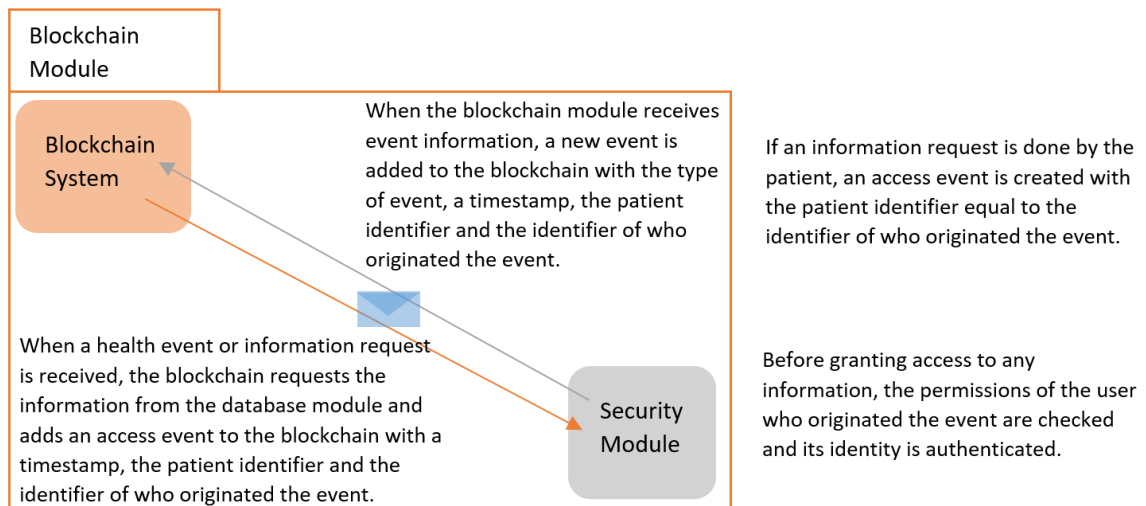 Blockchain
Module
Blockchain
System
When the blockchain module receives
event information, a new event is
added to the blockchain with the type
of event, a timestamp, the patient
identifier and the identifier of who
originated the event.
If an information request is done by the
patient, an access event is created with
the patient identifier equal to the
identifier of who originated the event.
When a health event or information request
is received, the blockchain requests the
information from the database module and
adds an access event to the blockchain with a
timestamp, the patient identifier and the
identifier of who originated the event.
Security
Module
Before granting access to any
information, the permissions of the user
who originated the event are checked
and its identity is authenticated.